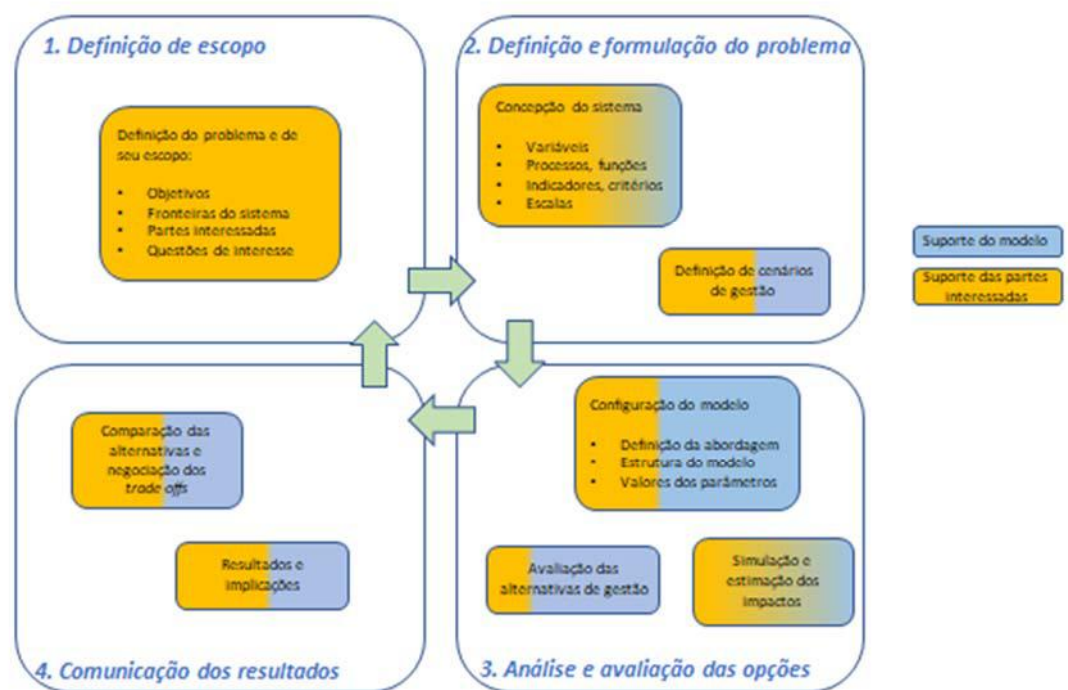 1. Definição de escopo
Definição do problema e de
seu escopo:
• Objetivos
• Fronteiras do sistema
• Partes interessadas
• Questões de interesse
2. Definição e formulação do problema
Concepção do sistema
• Variáveis
• Processos, funções
• Indicadores, critérios
• Escalas
Definição de cenários
de gestão
Suporte do modelo
Suporte das partes
interessadas
Configuração do modelo
• Definição da abordagem
• Estrutura do modelo
• Valores dos parâmetros
Avaliação das
alternativas de gestão
Simulação e
estimação dos
impactos
3. Análise e avaliação das opções
Comparação das
alternativas e
negociação dos
trade offs
Resultados e
implicações
4. Comunicação dos resultados